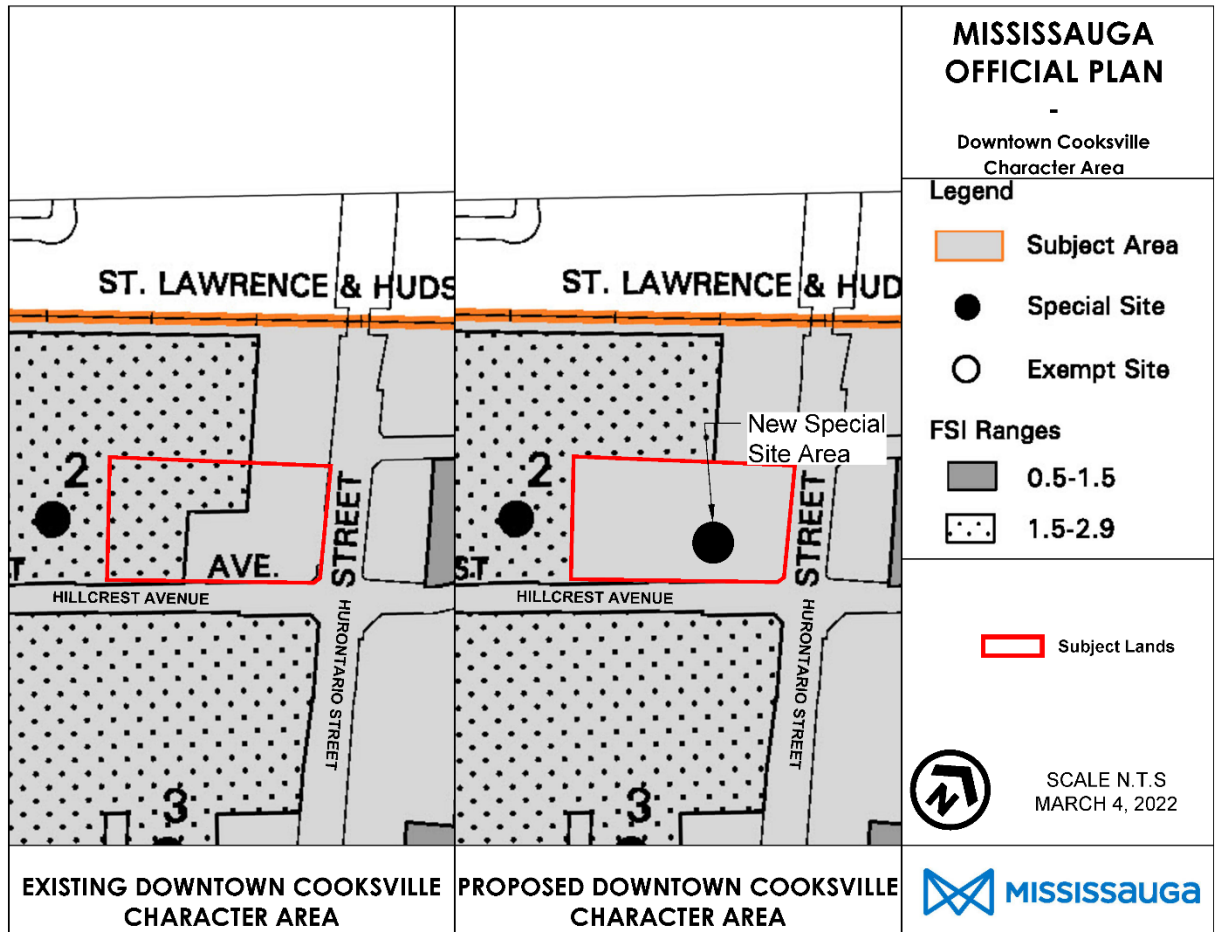 ST. LAWRENCE & HUDS
2
AVE.
STREET
ST
HILLCREST AVENUE
HURONTARIO STREET
3
EXISTING DOWNTOWN COOKSVILLE
CHARACTER AREA
ST. LAWRENCE & HUD
New Special
Site Area
2
STREET
ST
HILLCREST AVENUE
HURONTARIO STREET
3
PROPOSED DOWNTOWN COOKSVILLE
CHARACTER AREA
MISSISSAUGA
OFFICIAL PLAN
-
Downtown Cooksville
Character Area
Legend
Subject Area
Special Site
Exempt Site
FSI Ranges
0.5-1.5
1.5-2.9
Subject Lands
N
SCALE N.T.S
MARCH 4, 2022
MISSISSAUGA